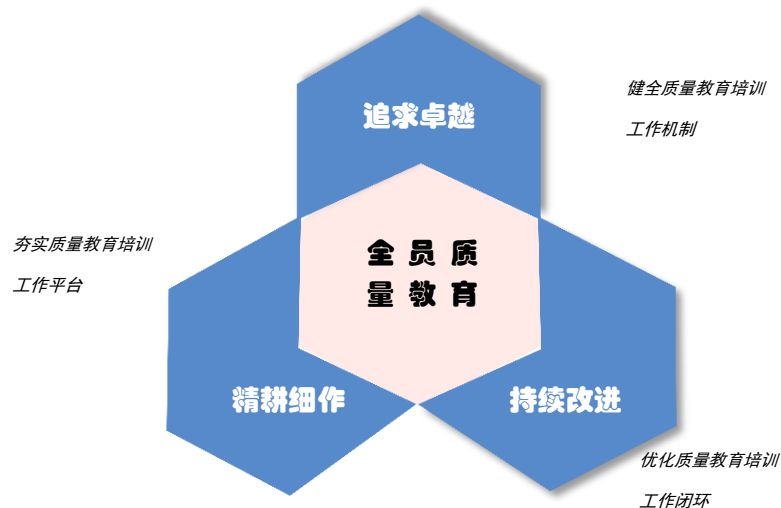 追求卓越
健全质量教育培训
工作机制
夯实质量教育培训
工作平台
全员质
量教育
精耕细作
持续改进
优化质量教育培训
工作闭环